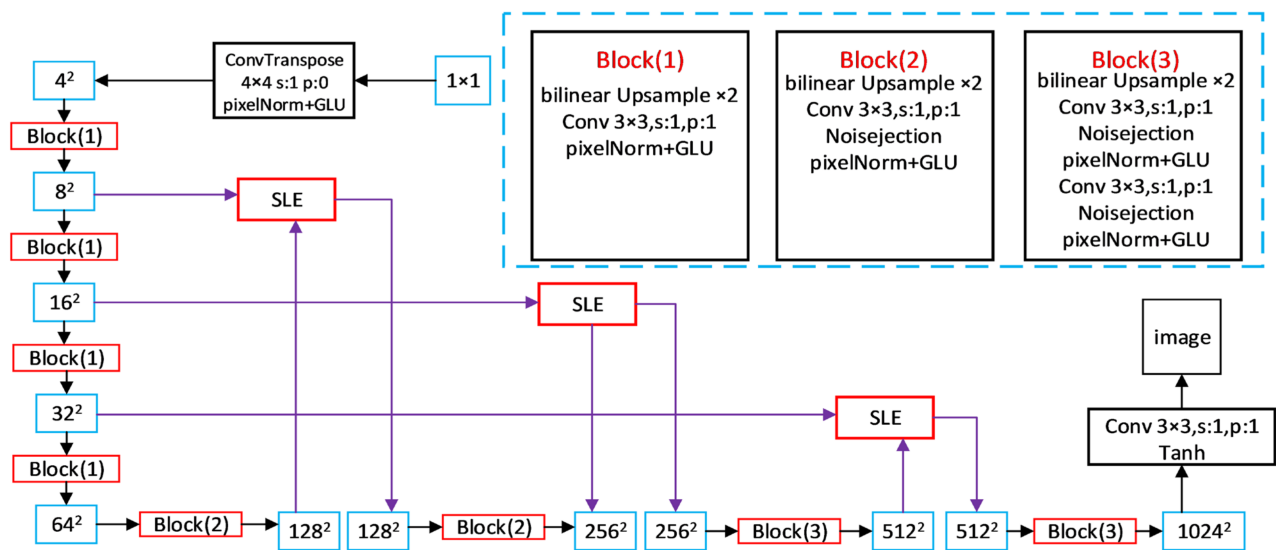 ConvTranspose
4×4 s:1 p:0
pixelNorm+GLU
1×1
4²
Block(1)
8²
Block(1)
16²
Block(1)
32²
Block(1)
64²
SLE
SLE
SLE
Block(1)
bilinear Upsample ×2
Conv 3×3,s:1,p:1
pixelNorm+GLU
Block(2)
bilinear Upsample ×2
Conv 3×3,s:1,p:1
Noisejection
pixelNorm+GLU
Block(3)
bilinear Upsample ×2
Conv 3×3,s:1,p:1
Noisejection
pixelNorm+GLU
Conv 3×3,s:1,p:1
Noisejection
pixelNorm+GLU
image
Conv 3×3,s:1,p:1
Tanh
Block(2)
128²
128²
Block(2)
256²
256²
Block(3)
512²
512²
Block(3)
1024²